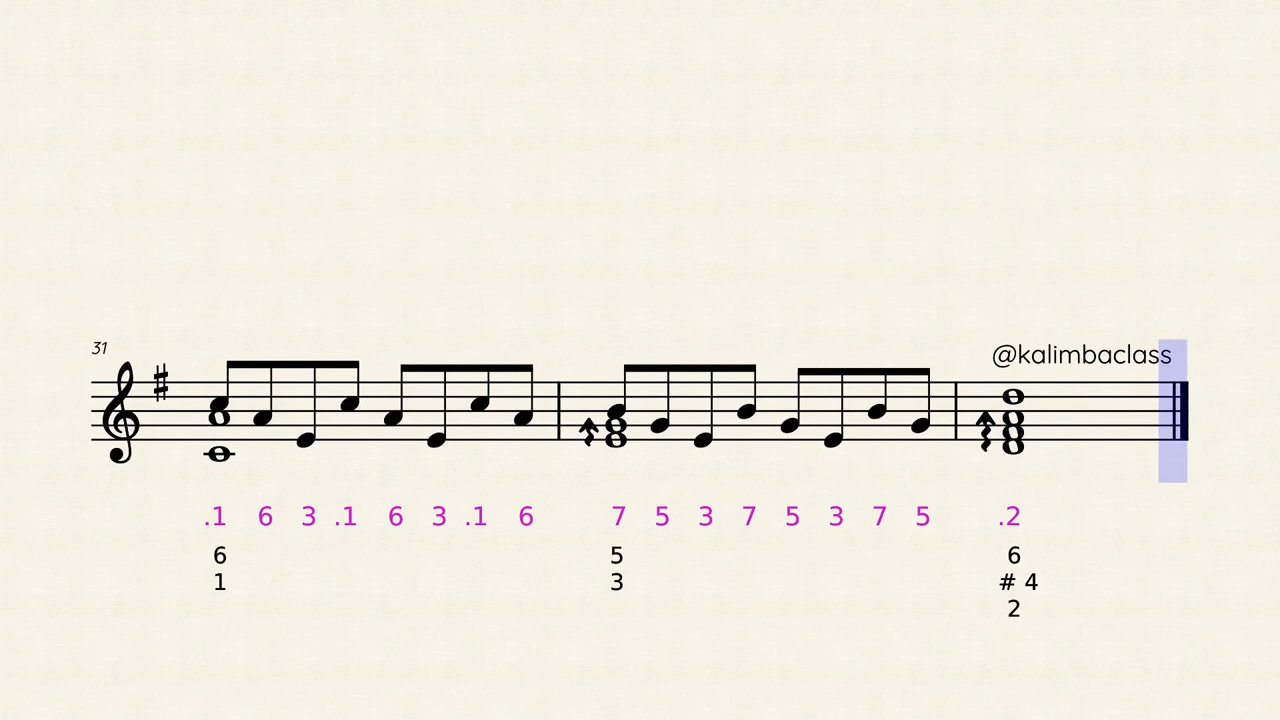 31
@kalimbaclass
.1 6 3 .1 6 3 .1 6 7 5 3 7 5 3 7 5 .2
6 5 6
1 3 # 4
2